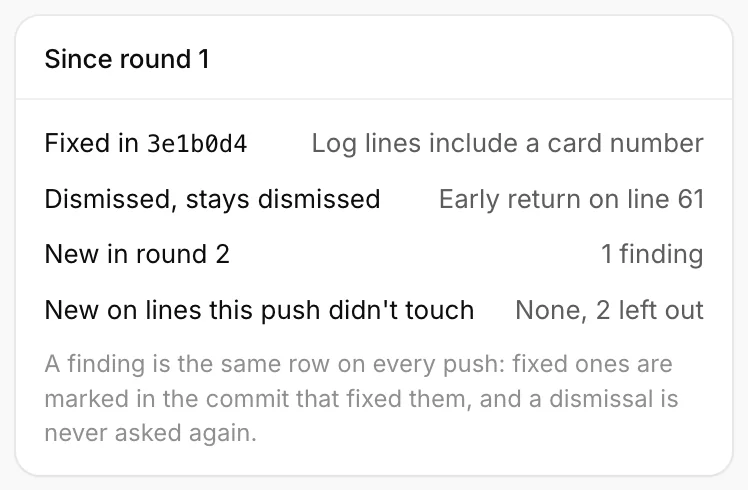 Since round 1
Fixed in 3e1b0d4 Log lines include a card number
Dismissed, stays dismissed Early return on line 61
New in round 2 1 finding
New on lines this push didn't touch None, 2 left out
A finding is the same row on every push: fixed ones are
marked in the commit that fixed them, and a dismissal is
never asked again.